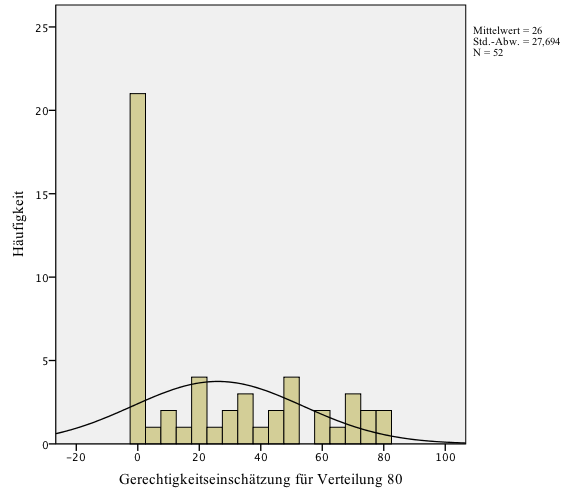 Mittelwert = 26
Std.-Abw. = 27,694
N = 52
Häufigkeit
25
20
15
10
5
0
-20 0 20 40 60 80 100
Gerechtigkeitseinschätzung für Verteilung 80